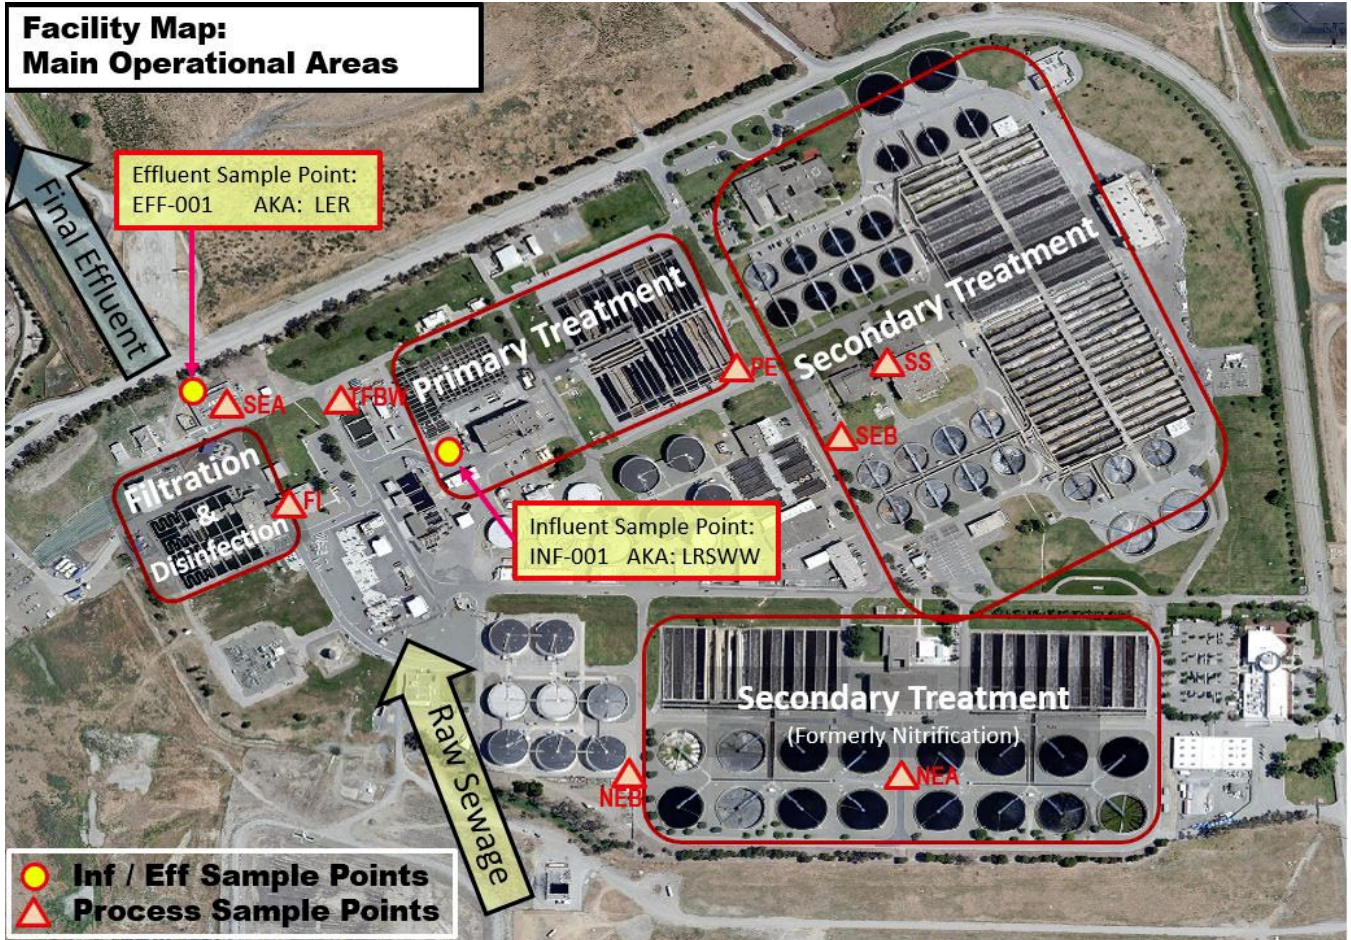 Facility Map:
Main Operational Areas
Effluent Sample Point:
EFF-001 AKA: LER
Final Effluent
SEA
TFBW
Primary Treatment
PE
Secondary Treatment
SS
SEB
Filtration
&
Disinfection
FI
Influent Sample Point:
INF-001 AKA: LRSWW
Raw Sewage
Secondary Treatment
(Formerly Nitrification)
NEB
NEA
Inf / Eff Sample Points
Process Sample Points